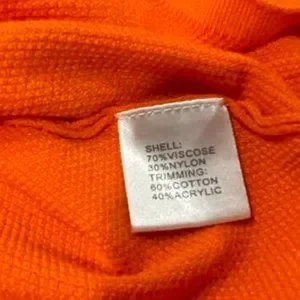 SHELL:
70%VISCOSE
30%NYLON
TRIMMING:
60%COTTON
40%ACRYLIC